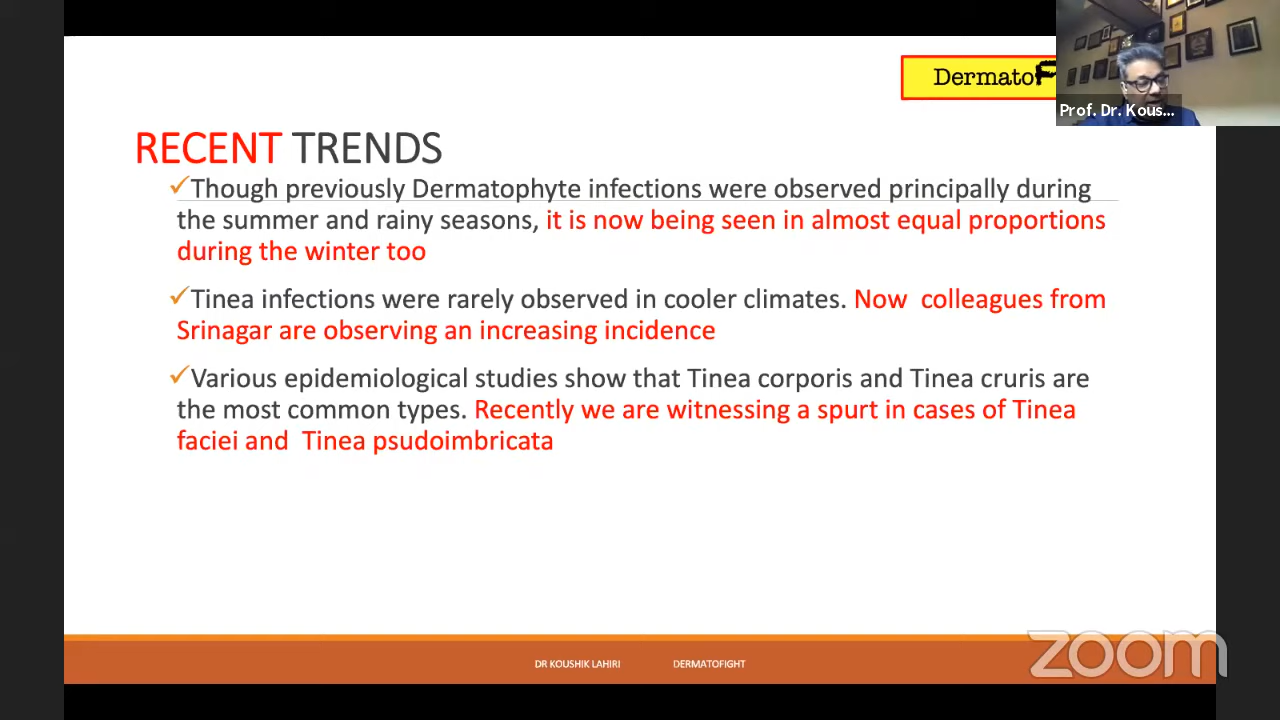 DermatoF
Prof. Dr. Kous...
RECENT TRENDS
✓Though previously Dermatophyte infections were observed principally during
the summer and rainy seasons, it is now being seen in almost equal proportions
during the winter too
✓Tinea infections were rarely observed in cooler climates. Now colleagues from
Srinagar are observing an increasing incidence
✓Various epidemiological studies show that Tinea corporis and Tinea cruris are
the most common types. Recently we are witnessing a spurt in cases of Tinea
faciei and Tinea psudoimbricata
DR KOUSHIK LAHIRI DERMATOFIGHT
zoom